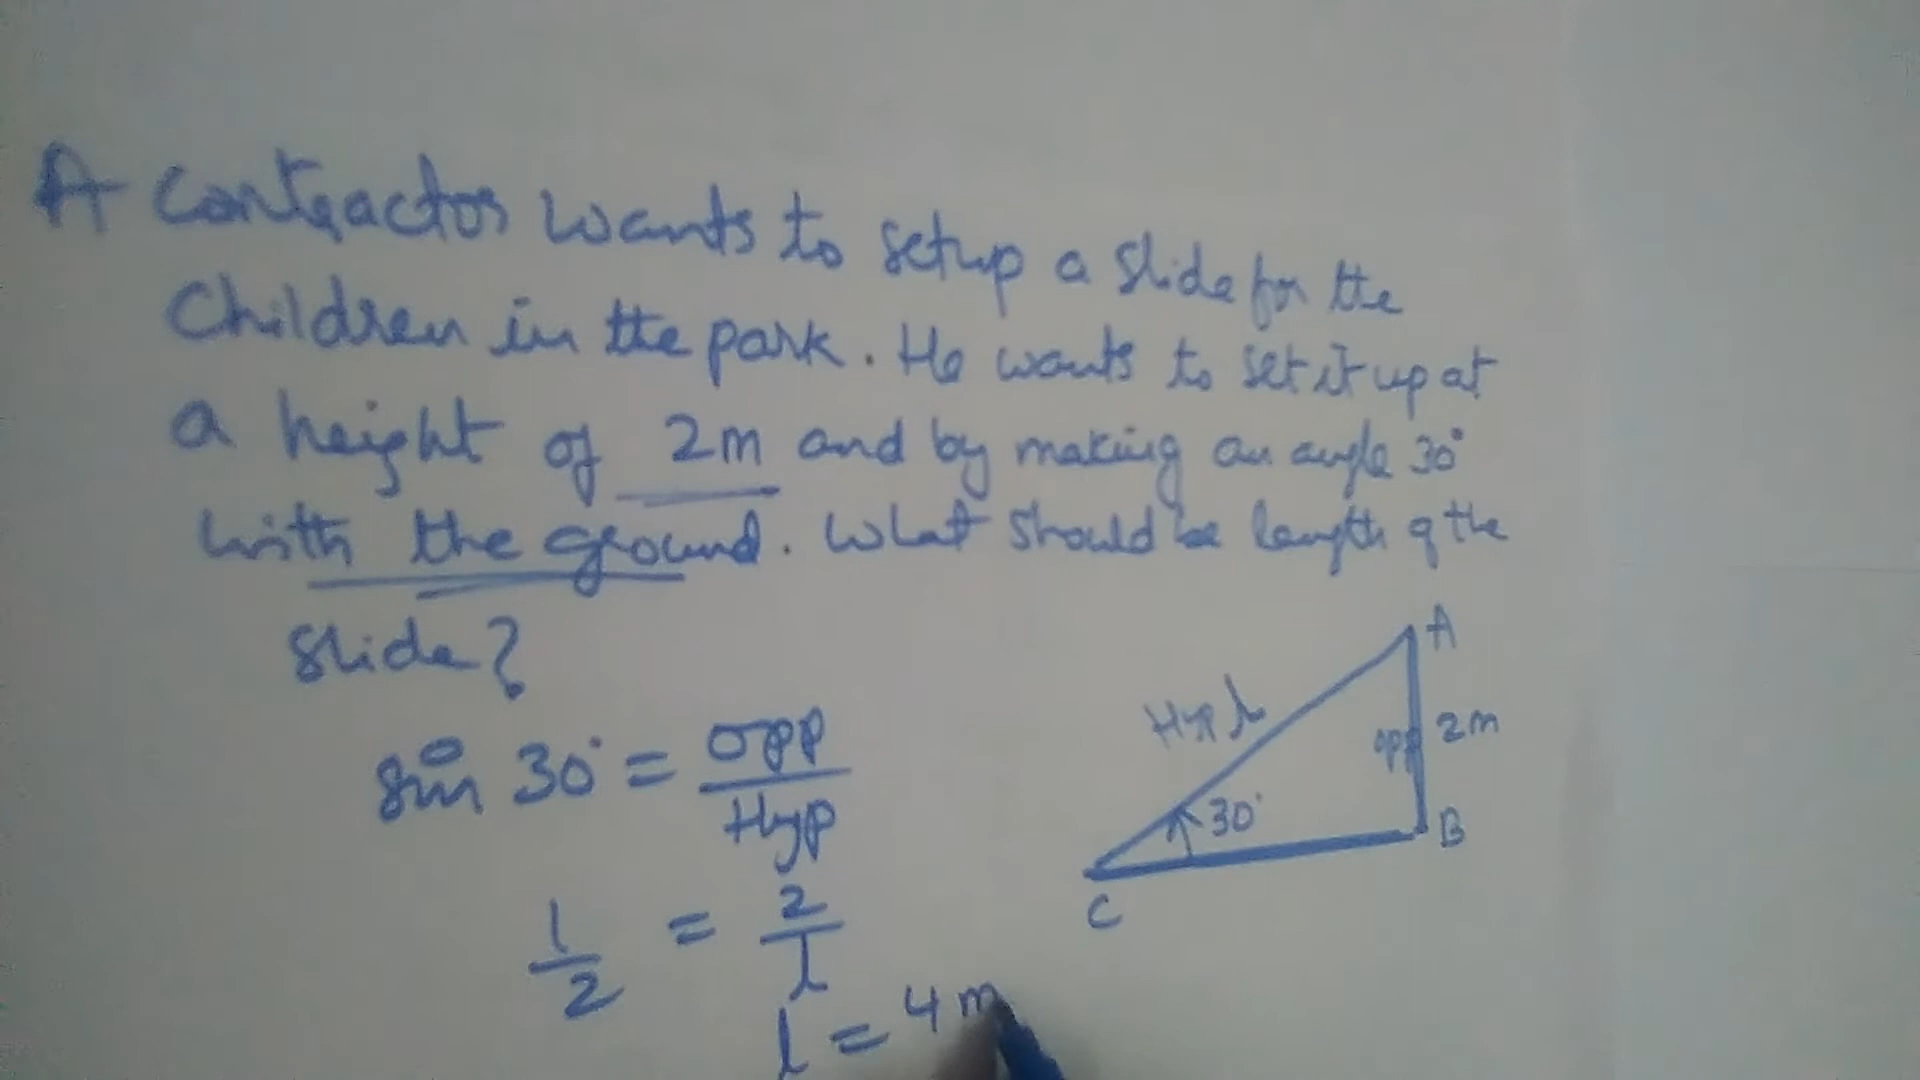 A Contractor wants to setup a slide for the
Children in the park. He wants to set it up at
a height of 2m and by making an angle 30°
with the ground. What should be length of the
slide?
sin 30° = opp/Hyp
1/2 = 2/l
l = 4m
A
Hyp l
opp
2m
30°
B
C